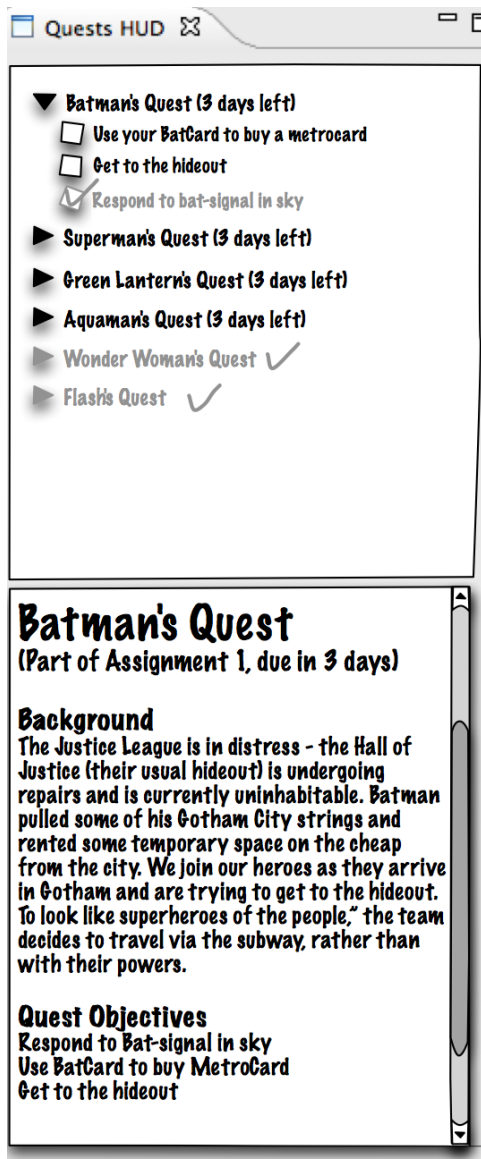 Quests HUD
Batman's Quest (3 days left)
Use your BatCard to buy a metrocard
Get to the hideout
Respond to bat-signal in sky
Superman's Quest (3 days left)
Green Lantern's Quest (3 days left)
Aquaman's Quest (3 days left)
Wonder Woman's Quest
Flash's Quest
Batman's Quest
(Part of Assignment 1, due in 3 days)
Background
The Justice League is in distress - the Hall of
Justice (their usual hideout) is undergoing
repairs and is currently uninhabitable. Batman
pulled some of his Gotham City strings and
rented some temporary space on the cheap
from the city. We join our heroes as they arrive
in Gotham and are trying to get to the hideout.
To look like superheroes of the people,” the team
decides to travel via the subway, rather than
with their powers.
Quest Objectives
Respond to Bat-signal in sky
Use BatCard to buy MetroCard
Get to the hideout